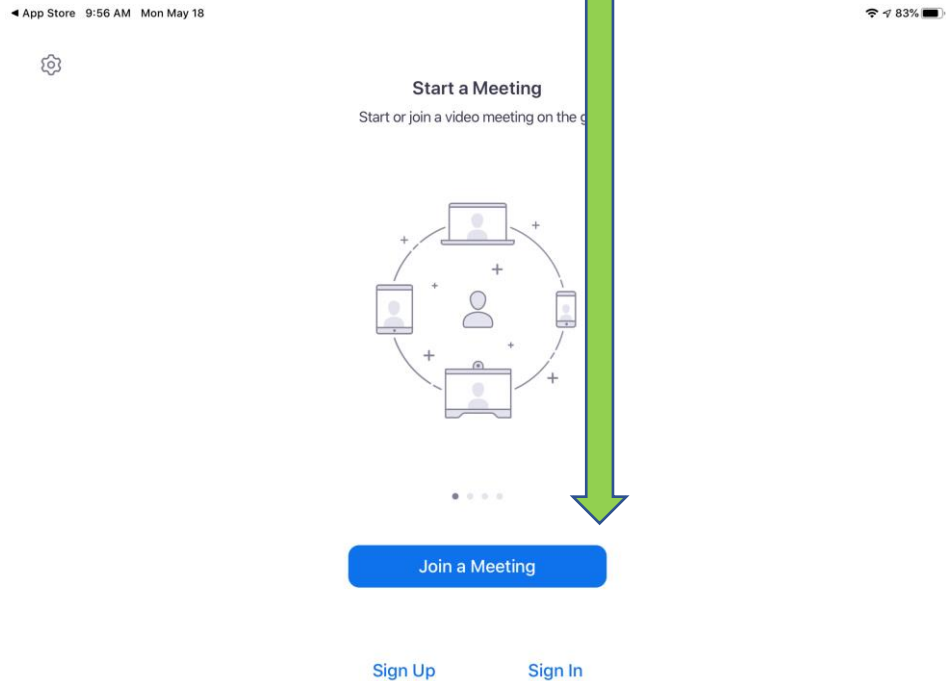 ◀ App Store 9:56 AM Mon May 18 83%
Start a Meeting
Start or join a video meeting on the
Join a Meeting
Sign Up Sign In